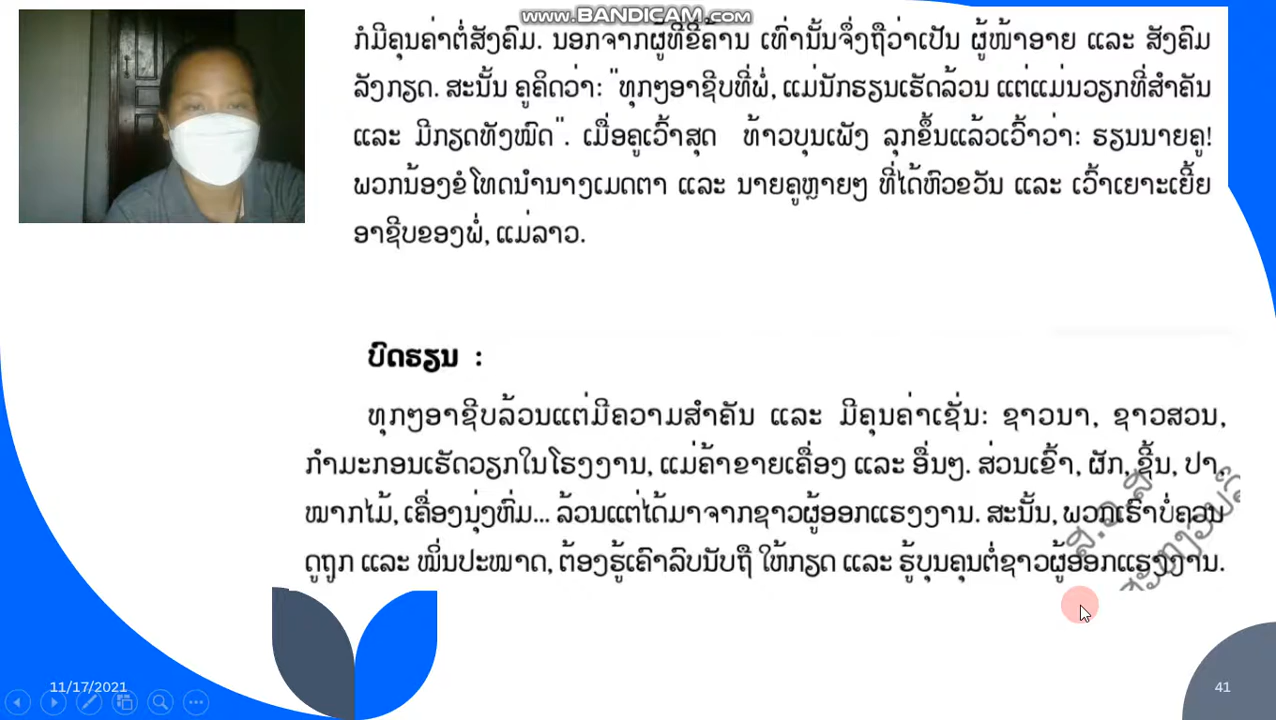 www.BANDICAM.com
ກໍມີຄຸນຄ່າຕໍ່ສັງຄົມ. ນອກຈາກຜູ້ທີ່ຂີ້ຄ້ານ ເທົ່ານັ້ນຈຶ່ງຖືວ່າເປັນ ຜູ້ໜ້າອາຍ ແລະ ສັງຄົມ
ລັງກຽດ. ສະນັ້ນ ຄູຄິດວ່າ: "ທຸກໆອາຊີບທີ່ພໍ່, ແມ່ນັກຮຽນເຮັດລ້ວນ ແຕ່ແມ່ນວຽກທີ່ສໍາຄັນ
ແລະ ມີກຽດທັງໝົດ". ເມື່ອຄູເວົ້າສຸດ ທ້າວບຸນເພັງ ລຸກຂຶ້ນແລ້ວເວົ້າວ່າ: ຮຽນນາຍຄູ!
ພວກນ້ອງຂໍໂທດນໍານາງເມດຕາ ແລະ ນາຍຄູຫຼາຍໆ ທີ່ໄດ້ຫົວຂວັນ ແລະ ເວົ້າເຍາະເຍີ້ຍ
ອາຊີບຂອງພໍ່, ແມ່ລາວ.
ບົດຮຽນ :
ທຸກໆອາຊີບລ້ວນແຕ່ມີຄວາມສໍາຄັນ ແລະ ມີຄຸນຄ່າເຊັ່ນ: ຊາວນາ, ຊາວສວນ,
ກໍາມະກອນເຮັດວຽກໃນໂຮງງານ, ແມ່ຄ້າຂາຍເຄື່ອງ ແລະ ອື່ນໆ. ສ່ວນເຂົ້າ, ຜັກ, ຊີ້ນ, ປາ,
ໝາກໄມ້, ເຄື່ອງນຸ່ງຫົ່ມ... ລ້ວນແຕ່ໄດ້ມາຈາກຊາວຜູ້ອອກແຮງງານ. ສະນັ້ນ, ພວກເຮົາບໍ່ຄວນ
ດູຖູກ ແລະ ໝິ່ນປະໝາດ, ຕ້ອງຮູ້ເຄົາລົບນັບຖື ໃຫ້ກຽດ ແລະ ຮູ້ບຸນຄຸນຕໍ່ຊາວຜູ້ອອກແຮງງານ.
11/17/2021
41